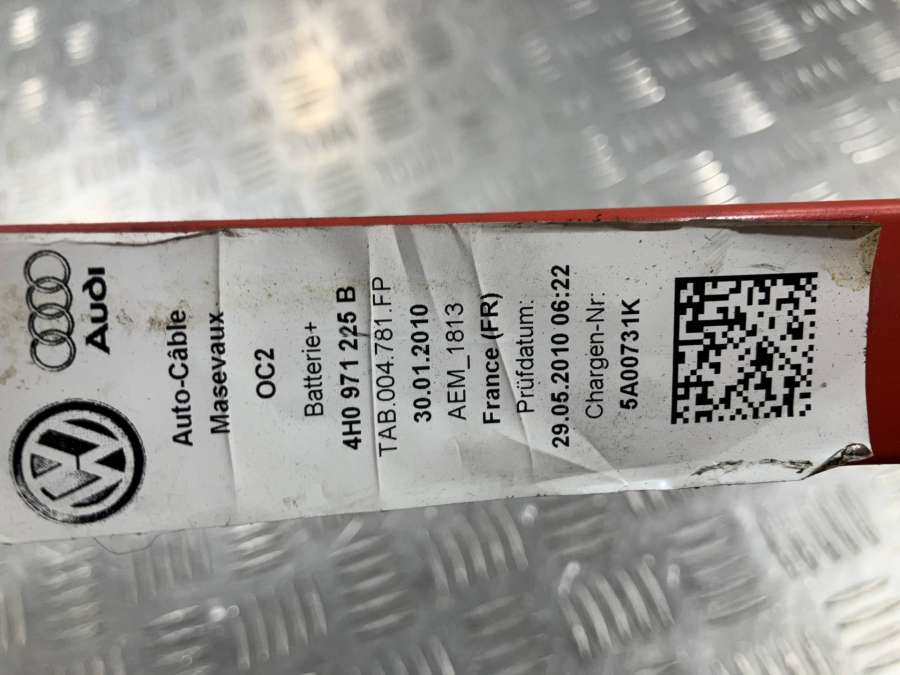 Audi
Auto-Câble
Masevaux
OC2
Batterie+
4H0 971 225 B
TAB.004.781.FP
30.01.2010
AEM_1813
France (FR)
Prüfdatum:
29.05.2010 06:22
Chargen-Nr:
5A00731K